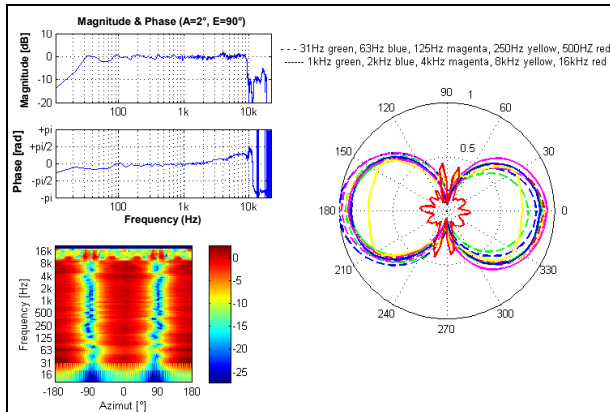 Magnitude & Phase (A=2°, E=90°)
Magnitude [dB]
10
0
-10
-20
100
1k
10k
Phase [rad]
+pi
+pi/2
0
-pi/2
-pi
100
1k
10k
Frequency (Hz)
Frequency [Hz]
16k
8k
4k
2k
1k
500
250
125
63
31
16
-180
-90
0
90
180
Azimut [°]
0
-5
-10
-15
-20
-25
- - - 31Hz green, 63Hz blue, 125Hz magenta, 250Hz yellow, 500HZ red
------ 1kHz green, 2kHz blue, 4kHz magenta, 8kHz yellow, 16kHz red
90
1
120
60
0.5
150
30
180
0
210
330
240
300
270